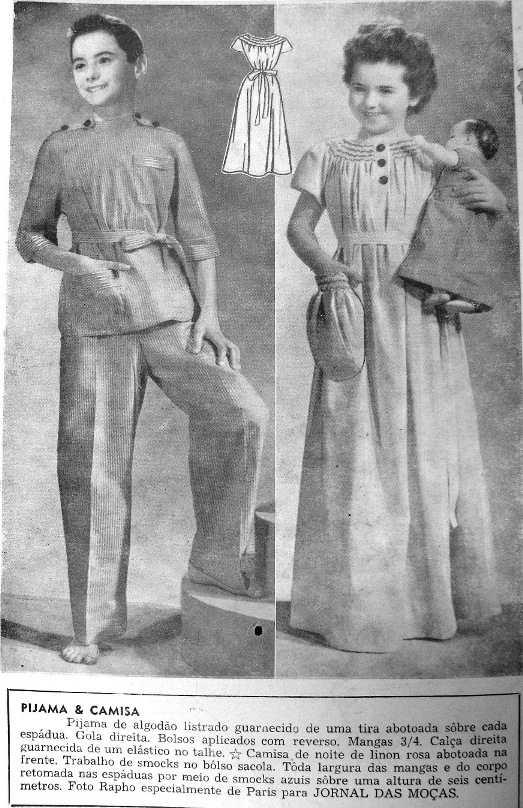 PIJAMA & CAMISA
Pijama de algodão listrado guarnecido de uma tira abotoada sôbre cada
espádua. Gola direita. Bolsos aplicados com reverso. Mangas 3/4. Calça direita
guarnecida de um elástico no talhe. ☆ Camisa de noite de linon rosa abotoada na
frente. Trabalho de smocks no bôlso sacola. Tôda largura das mangas e do corpo
retomada nas espáduas por meio de smocks azuis sôbre uma altura de seis centí-
metros. Foto Rapho especialmente de Paris para JORNAL DAS MOÇAS.